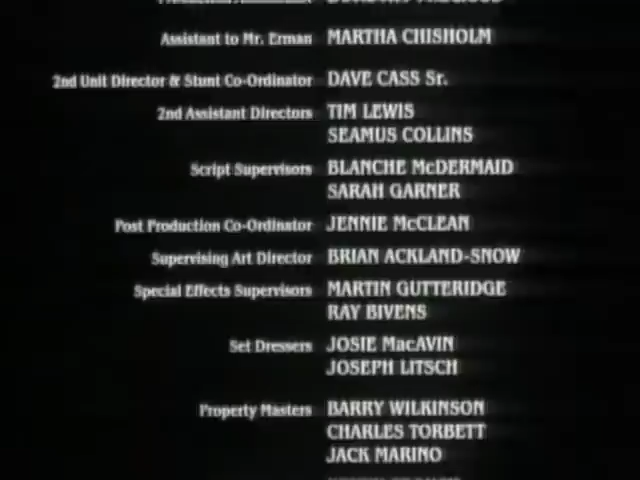 Assistant to Mr. Erman MARTHA CHISHOLM
2nd Unit Director & Stunt Co-Ordinator DAVE CASS Sr.
2nd Assistant Directors TIM LEWIS
SEAMUS COLLINS
Script Supervisors BLANCHE McDERMAID
SARAH GARNER
Post Production Co-Ordinator JENNIE McCLEAN
Supervising Art Director BRIAN ACKLAND-SNOW
Special Effects Supervisors MARTIN GUTTERIDGE
RAY BIVENS
Set Dressers JOSIE MacAVIN
JOSEPH LITSCH
Property Masters BARRY WILKINSON
CHARLES TORBETT
JACK MARINO